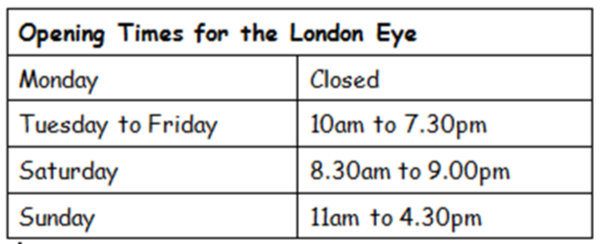 Opening Times for the London Eye
Monday Closed
Tuesday to Friday 10am to 7.30pm
Saturday 8.30am to 9.00pm
Sunday 11am to 4.30pm